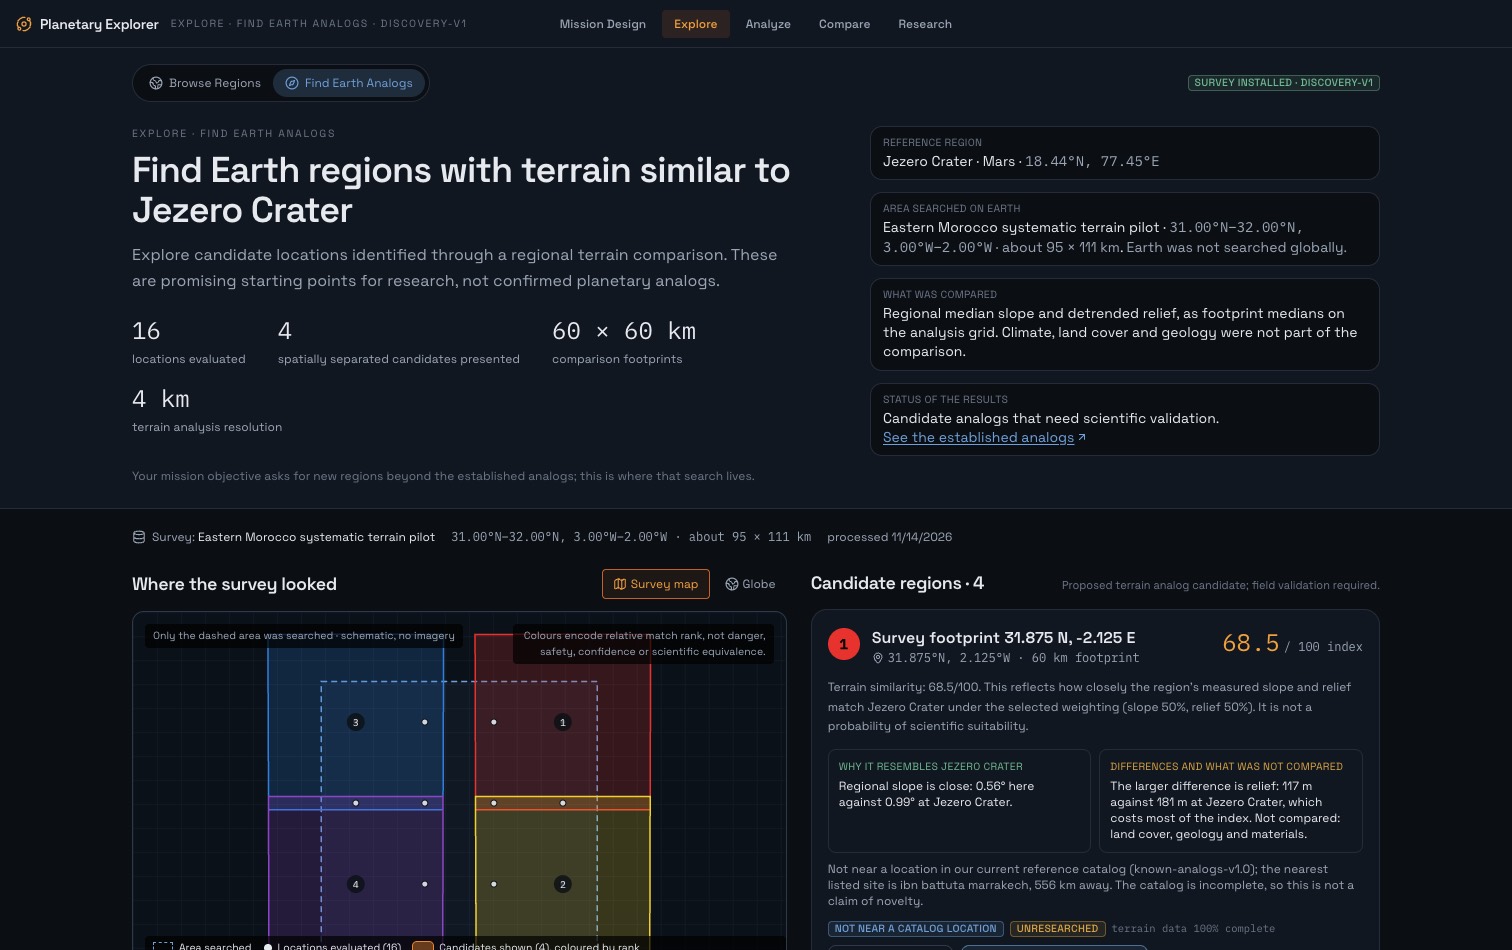 Planetary Explorer
EXPLORE · FIND EARTH ANALOGS · DISCOVERY-V1
Mission Design
Explore
Analyze
Compare
Research
Browse Regions
Find Earth Analogs
SURVEY INSTALLED · DISCOVERY-V1
EXPLORE · FIND EARTH ANALOGS
Find Earth regions with terrain similar to
Jezero Crater
Explore candidate locations identified through a regional terrain comparison. These
are promising starting points for research, not confirmed planetary analogs.
16
locations evaluated
4
spatially separated candidates presented
60 × 60 km
comparison footprints
4 km
terrain analysis resolution
Your mission objective asks for new regions beyond the established analogs; this is where that search lives.
REFERENCE REGION
Jezero Crater · Mars · 18.44°N, 77.45°E
AREA SEARCHED ON EARTH
Eastern Morocco systematic terrain pilot · 31.00°N–32.00°N,
3.00°W–2.00°W · about 95 × 111 km. Earth was not searched globally.
WHAT WAS COMPARED
Regional median slope and detrended relief, as footprint medians on
the analysis grid. Climate, land cover and geology were not part of the
comparison.
STATUS OF THE RESULTS
Candidate analogs that need scientific validation.
See the established analogs ↗
Survey: Eastern Morocco systematic terrain pilot 31.00°N–32.00°N, 3.00°W–2.00°W · about 95 × 111 km processed 11/14/2026
Where the survey looked
Survey map
Globe
Only the dashed area was searched · schematic, no imagery
Colours encode relative match rank, not danger,
safety, confidence or scientific equivalence.
3
1
4
2
Area searched
Locations evaluated (16)
Candidates shown (4), coloured by rank
Candidate regions · 4
Proposed terrain analog candidate; field validation required.
1
Survey footprint 31.875 N, -2.125 E
31.875°N, 2.125°W · 60 km footprint
68.5 / 100 index
Terrain similarity: 68.5/100. This reflects how closely the region's measured slope and relief
match Jezero Crater under the selected weighting (slope 50%, relief 50%). It is not a
probability of scientific suitability.
WHY IT RESEMBLES JEZERO CRATER
Regional slope is close: 0.56° here
against 0.99° at Jezero Crater.
DIFFERENCES AND WHAT WAS NOT COMPARED
The larger difference is relief: 117 m
against 181 m at Jezero Crater, which
costs most of the index. Not compared:
land cover, geology and materials.
Not near a location in our current reference catalog (known-analogs-v1.0); the nearest
listed site is ibn battuta marrakech, 556 km away. The catalog is incomplete, so this is not a
claim of novelty.
NOT NEAR A CATALOG LOCATION
UNRESEARCHED
terrain data 100% complete